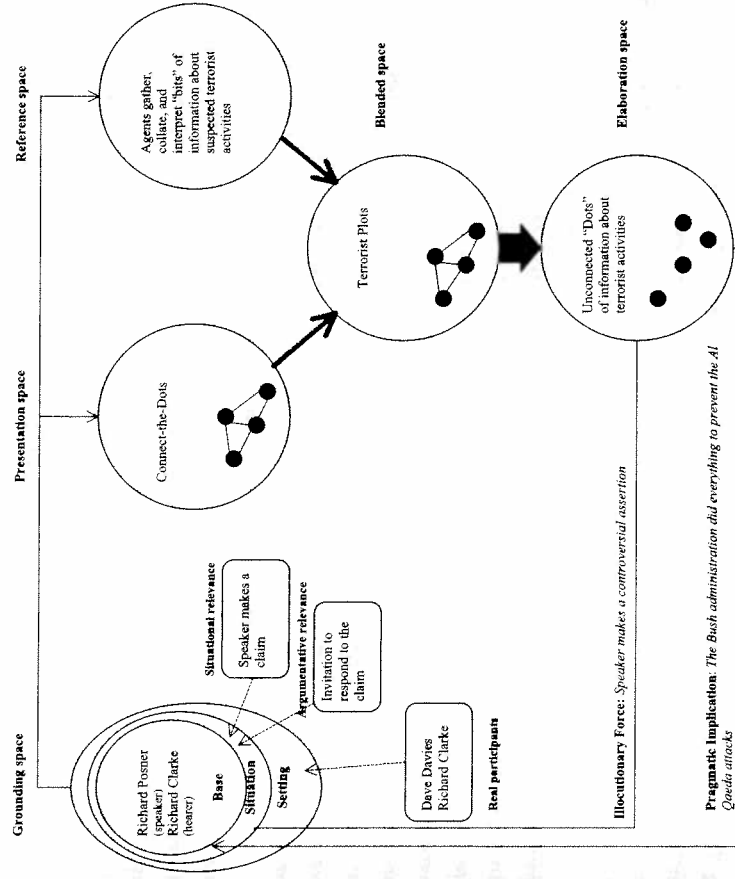 Grounding space
Presentation space
Reference space
Richard Posner
(speaker)
Richard Clarke
(hearer)
Base
Situation
Setting
Situational relevance
Speaker makes a
claim
Argumentative relevance
Invitation to
respond to the
claim
Dave Davies
Richard Clarke
Real participants
Connect-the-Dots
Agents gather,
collate, and
interpret "bits" of
information about
suspected terrorist
activities
Terrorist Plots
Blended space
Unconnected "Dots"
of information about
terrorist activities
Elaboration space
Illocutionary Force: Speaker makes a controversial assertion
Pragmatic Implication: The Bush administration did everything to prevent the Al
Qaeda attacks